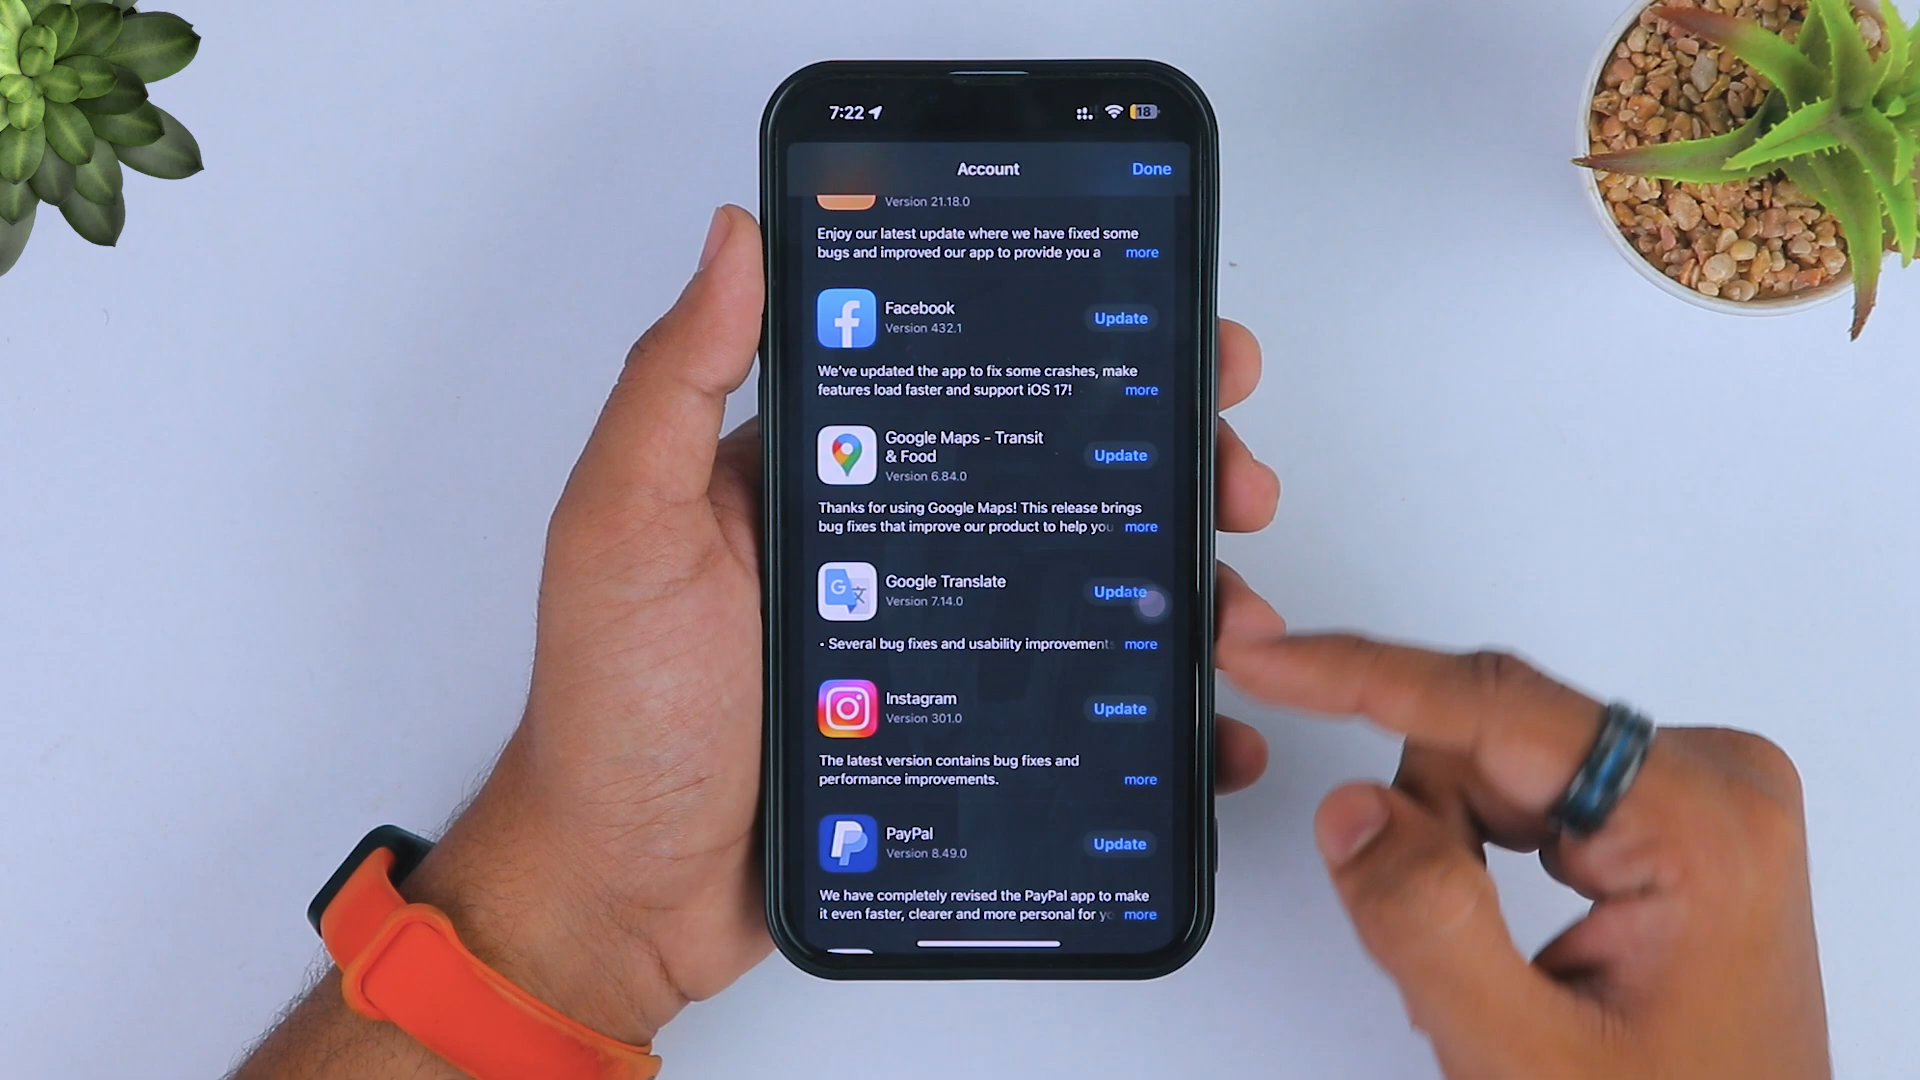 7:22
18
Account
Done
Version 21.18.0
Enjoy our latest update where we have fixed some
bugs and improved our app to provide you a more
Facebook
Version 432.1
Update
We've updated the app to fix some crashes, make
features load faster and support iOS 17! more
Google Maps - Transit
& Food
Version 6.84.0
Update
Thanks for using Google Maps! This release brings
bug fixes that improve our product to help you more
Google Translate
Version 7.14.0
Update
- Several bug fixes and usability improvement more
Instagram
Version 301.0
Update
The latest version contains bug fixes and
performance improvements. more
PayPal
Version 8.49.0
Update
We have completely revised the PayPal app to make
it even faster, clearer and more personal for yo more